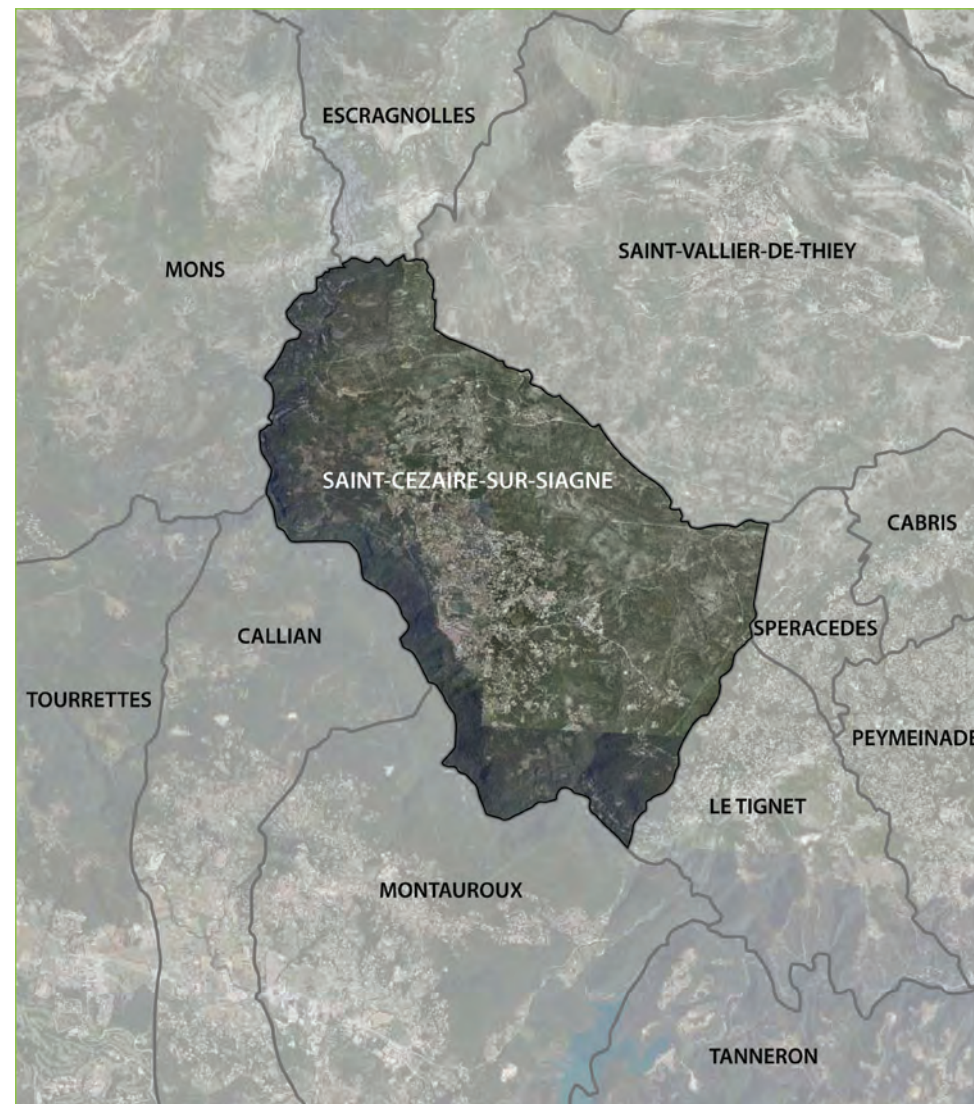 ESCRAGNOLLES
SAINT-VALLIER-DE-THIEY
MONS
SAINT-CEZAIRE-SUR-SIAGNE
CABRIS
SPERACEDES
CALLIAN
TOURRETTES
PEYMEINADE
LE TIGNET
MONTAUROUX
TANNERON